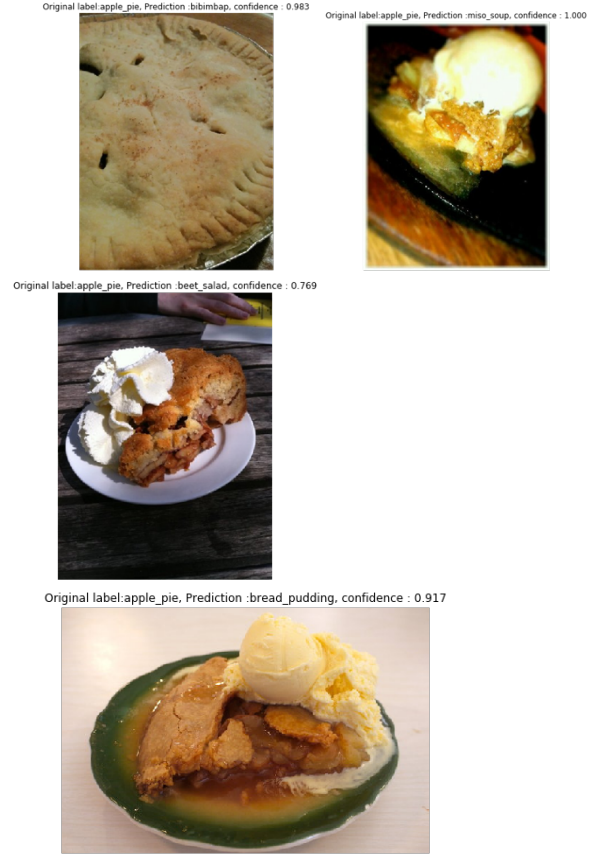 Original label:apple_pie, Prediction :bibimbap, confidence : 0.983
Original label:apple_pie, Prediction :miso_soup, confidence : 1.000
Original label:apple_pie, Prediction :beet_salad, confidence : 0.769
Original label:apple_pie, Prediction :bread_pudding, confidence : 0.917